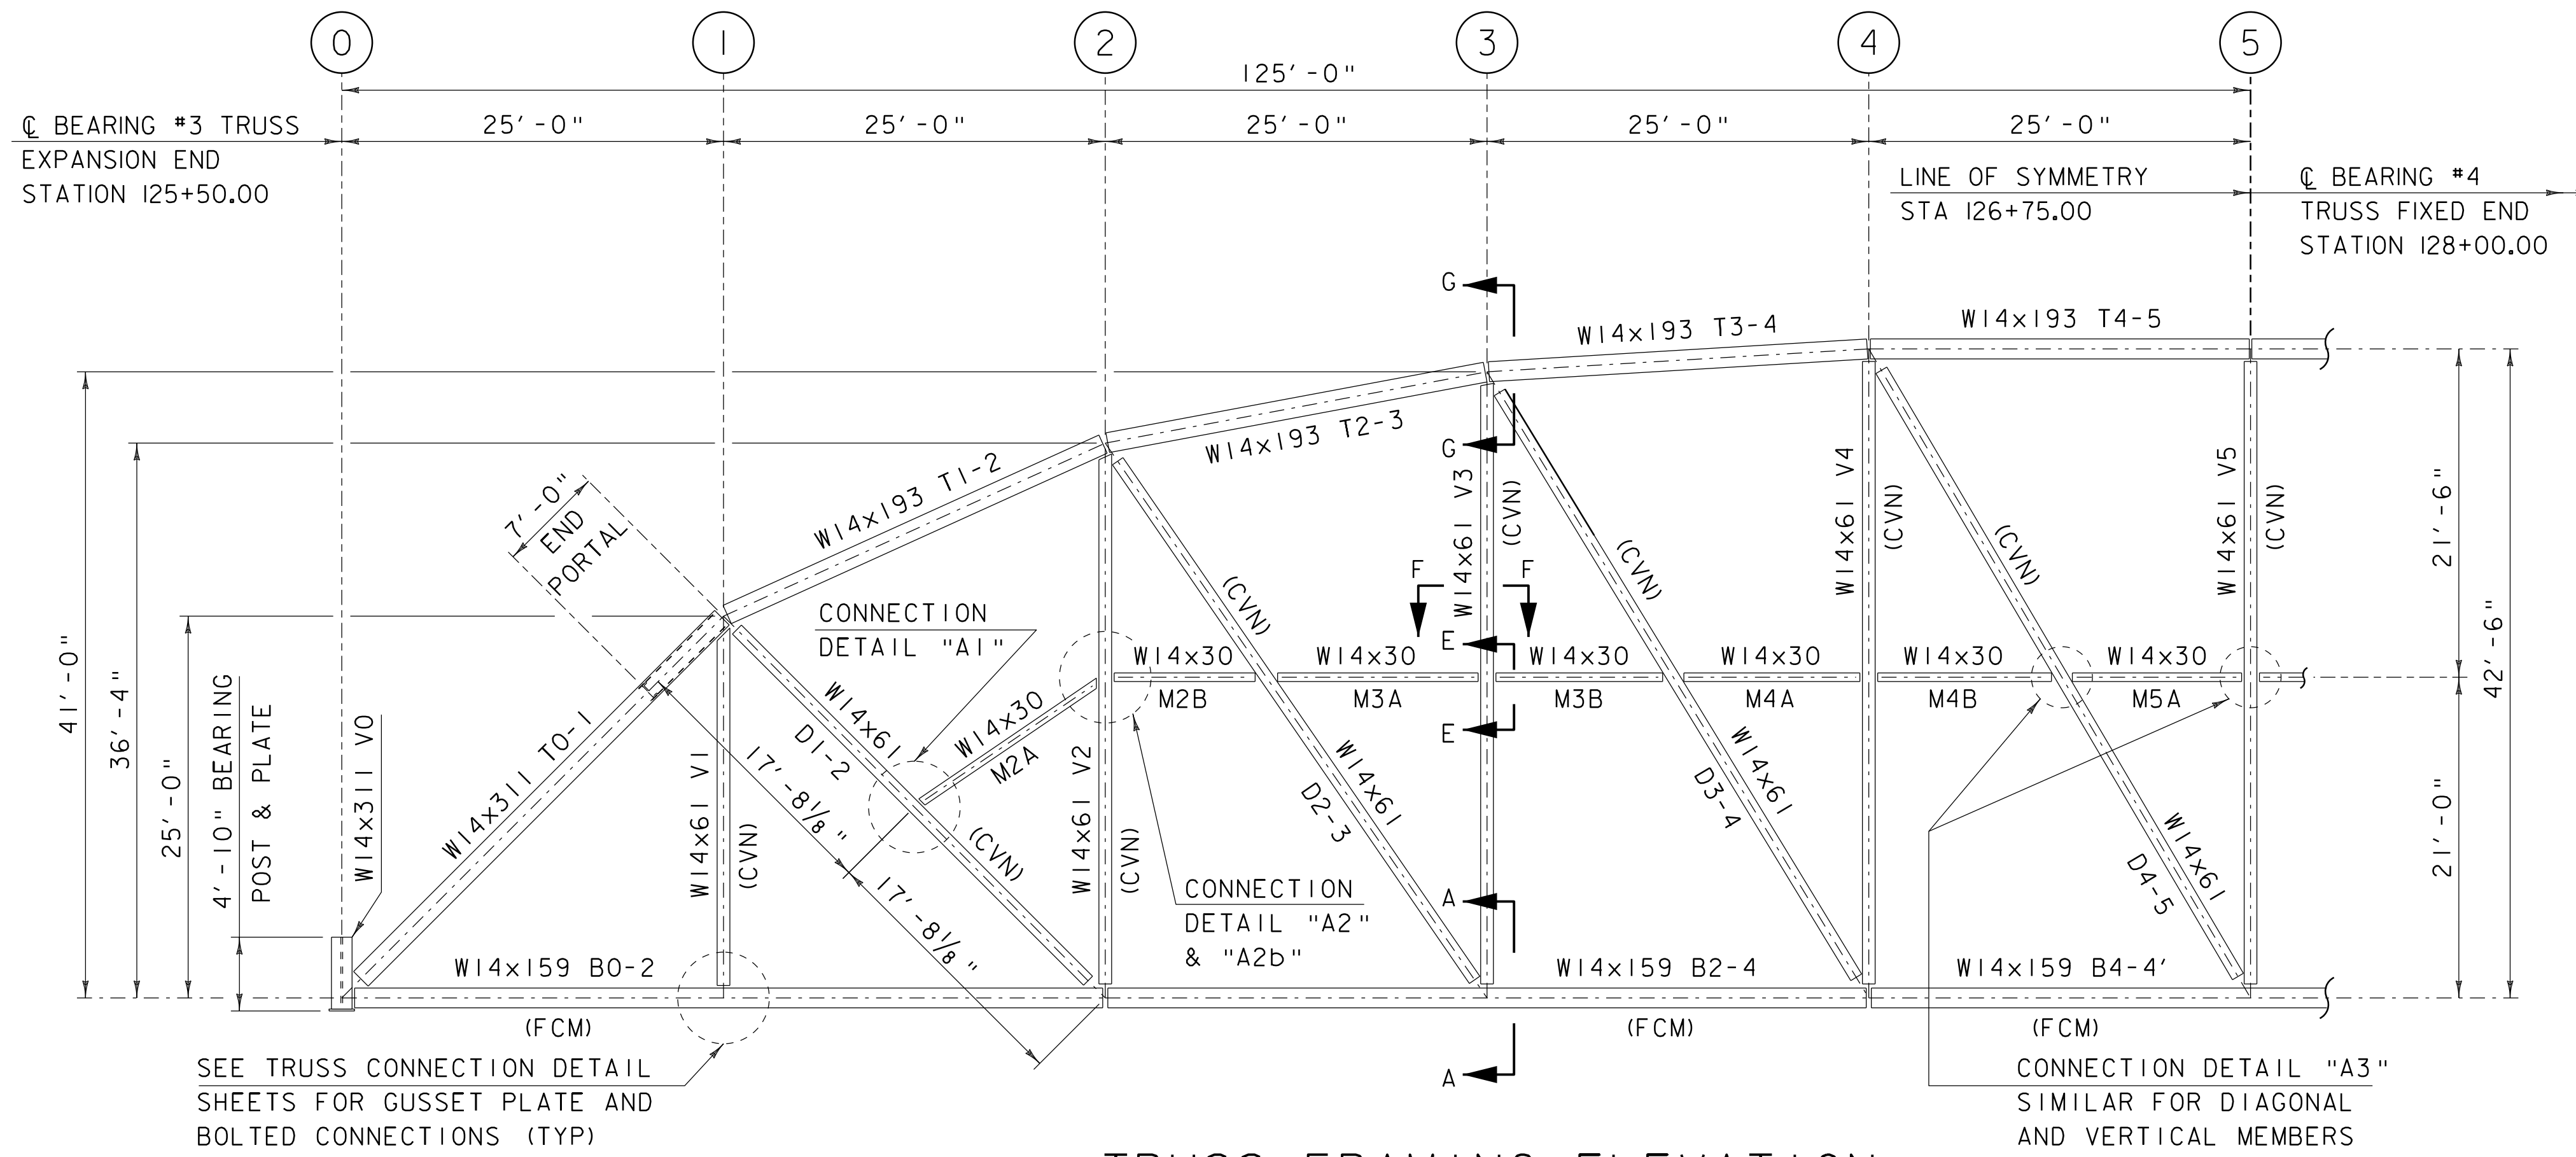 0 1 2 3 4 5
125'-0"
25'-0" 25'-0" 25'-0" 25'-0" 25'-0"
℄ BEARING #3 TRUSS
EXPANSION END
STATION 125+50.00
LINE OF SYMMETRY
STA 126+75.00
℄ BEARING #4
TRUSS FIXED END
STATION 128+00.00
G
G
W14x193 T3-4
W14x193 T4-5
W14x193 T2-3
W14x193 T1-2
7'-0"
END
PORTAL
41'-0"
36'-4"
25'-0"
4'-10" BEARING
POST & PLATE
W14x311 V0
W14x311 T0-1
W14x61 V1
(CVN)
17'-8 1/8"
17'-8 1/8"
CONNECTION
DETAIL "A1"
W14x61
D1-2
(CVN)
W14x30
M2A
W14x61 V2
(CVN)
CONNECTION
DETAIL "A2"
& "A2b"
W14x30
M2B
(CVN)
W14x61
D2-3
W14x30
M3A
W14x61 V3
(CVN)
F F
E
E
A
A
W14x30
M3B
(CVN)
W14x61
D3-4
W14x30
M4A
W14x61 V4
(CVN)
W14x30
M4B
(CVN)
W14x61
D4-5
W14x30
M5A
W14x61 V5
(CVN)
21'-6"
21'-0"
42'-6"
W14x159 B0-2
(FCM)
W14x159 B2-4
(FCM)
W14x159 B4-4'
(FCM)
SEE TRUSS CONNECTION DETAIL
SHEETS FOR GUSSET PLATE AND
BOLTED CONNECTIONS (TYP)
CONNECTION DETAIL "A3"
SIMILAR FOR DIAGONAL
AND VERTICAL MEMBERS
TRUSS FRAMING ELEVATION